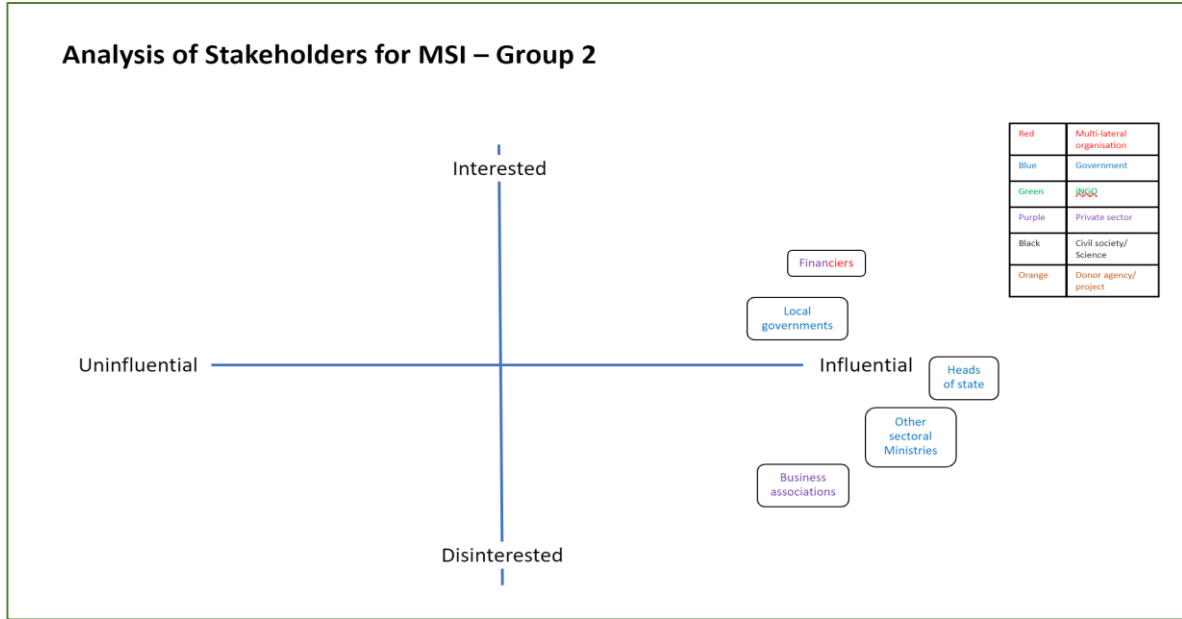 Analysis of Stakeholders for MSI – Group 2
Interested
Red
Multi-lateral
organisation
Blue
Government
Green
iNGO
Purple
Private sector
Black
Civil society/
Science
Orange
Donor agency/
project
Financiers
Local
governments
Uninfluential
Influential
Heads
of state
Other
sectoral
Ministries
Business
associations
Disinterested